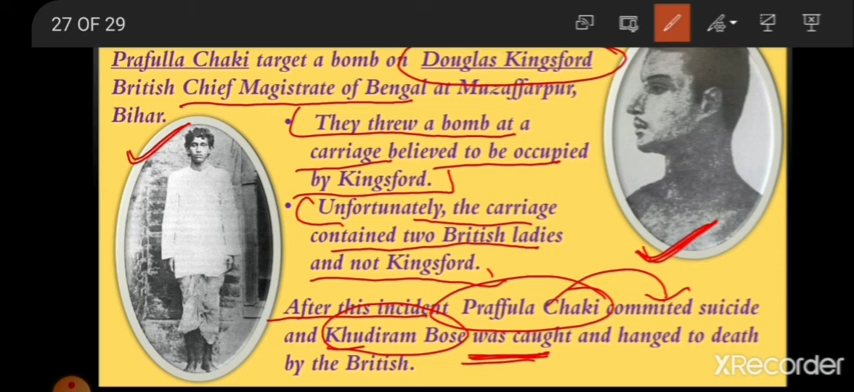 27 OF 29
Prafulla Chaki target a bomb on Douglas Kingsford
British Chief Magistrate of Bengal at Muzaffarpur,
Bihar.
• They threw a bomb at a
carriage believed to be occupied
by Kingsford.
• Unfortunately, the carriage
contained two British ladies
and not Kingsford.
After this incident Praffula Chaki commited suicide
and Khudiram Bose was caught and hanged to death
by the British.
XRecorder